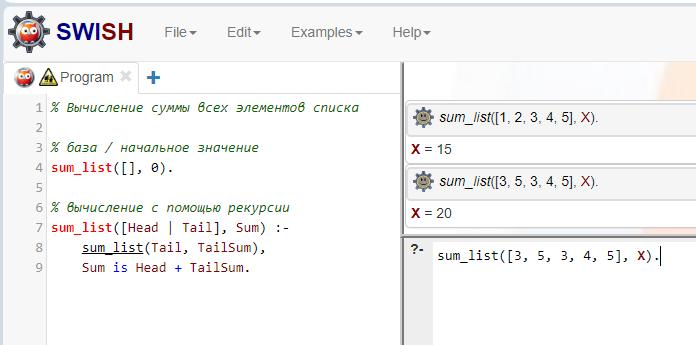 SWISH File Edit Examples Help
Program
1 % Вычисление суммы всех элементов списка
2
3 % база / начальное значение
4 sum_list([], 0).
5
6 % вычисление с помощью рекурсии
7 sum_list([Head | Tail], Sum) :-
8 sum_list(Tail, TailSum),
9 Sum is Head + TailSum.
sum_list([1, 2, 3, 4, 5], X).
X = 15
sum_list([3, 5, 3, 4, 5], X).
X = 20
?- sum_list([3, 5, 3, 4, 5], X).